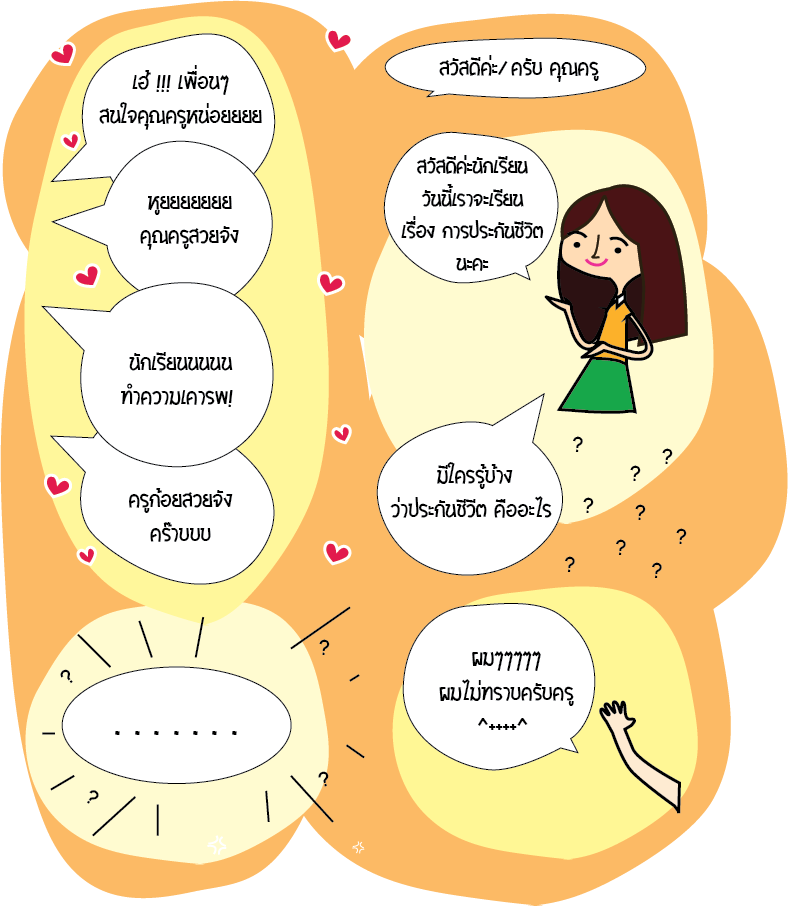 เฮ้ !!! เพื่อนๆ
สนใจคุณครูหน่อยยยย
หูยยยยยยย
คุณครูสวยจัง
นักเรียนนนนน
ทำความเคารพ!
ครูก้อยสวยจัง
คร๊าบบบ
สวัสดีค่ะ/ ครับ คุณครู
สวัสดีค่ะนักเรียน
วันนี้เราจะเรียน
เรื่อง การประกันชีวิต
นะคะ
มีใครรู้บ้าง
ว่าประกันชีวีต คืออะไร
? ? ? ? ? ? ? ? ?
? ? ? ?
. . . . . . .
ผมๆๆๆๆๆ
ผมไม่ทราบครับครู
^++++^